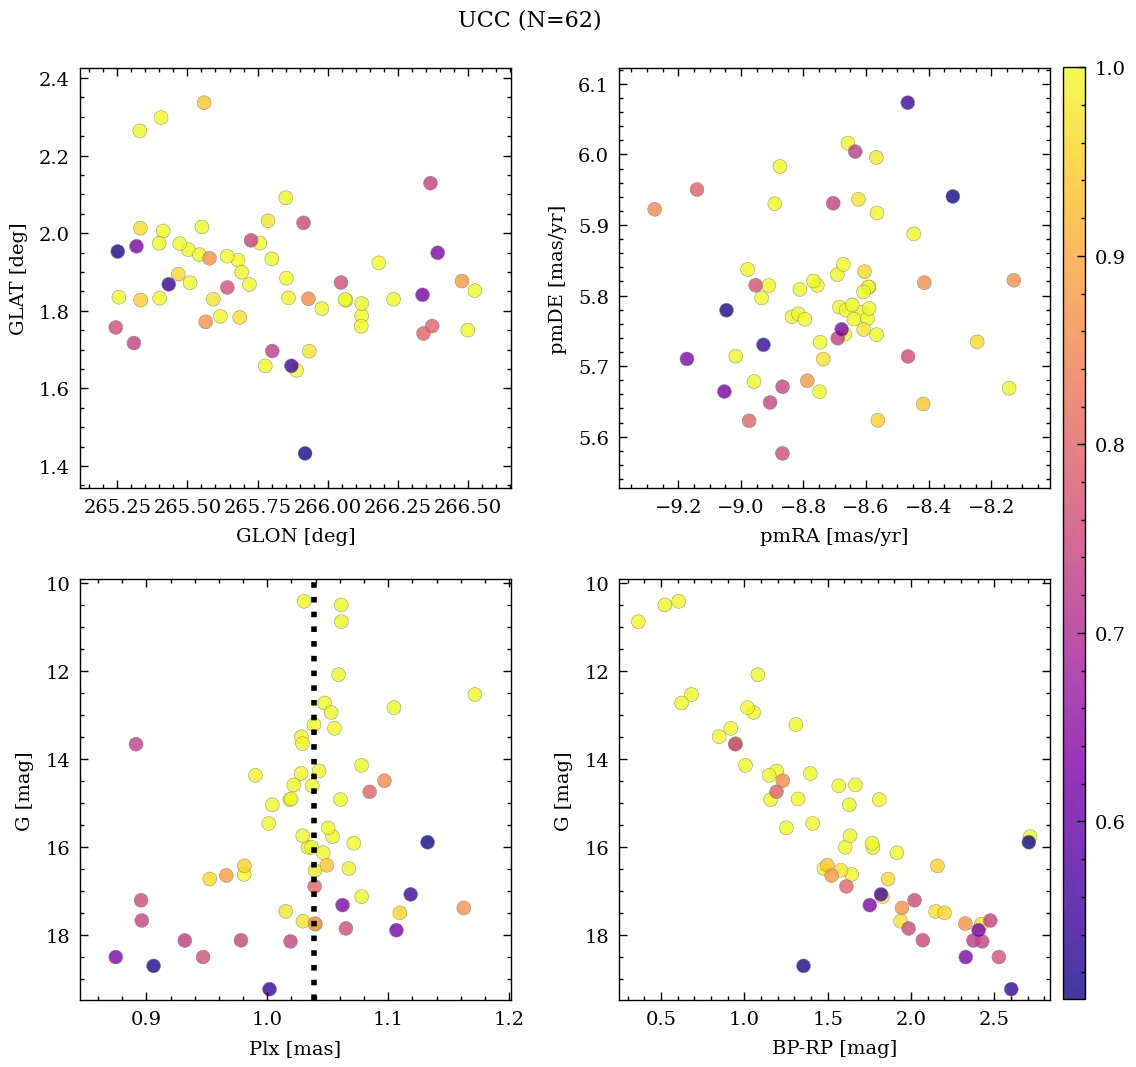 UCC (N=62)
2.4
2.2
2.0
1.8
1.6
1.4
GLAT [deg]
265.25 265.50 265.75 266.00 266.25 266.50
GLON [deg]
6.1
6.0
5.9
5.8
5.7
5.6
pmDE [mas/yr]
−9.2 −9.0 −8.8 −8.6 −8.4 −8.2
pmRA [mas/yr]
1.0
0.9
0.8
0.7
0.6
10
12
14
16
18
G [mag]
0.9 1.0 1.1 1.2
Plx [mas]
10
12
14
16
18
G [mag]
0.5 1.0 1.5 2.0 2.5
BP-RP [mag]